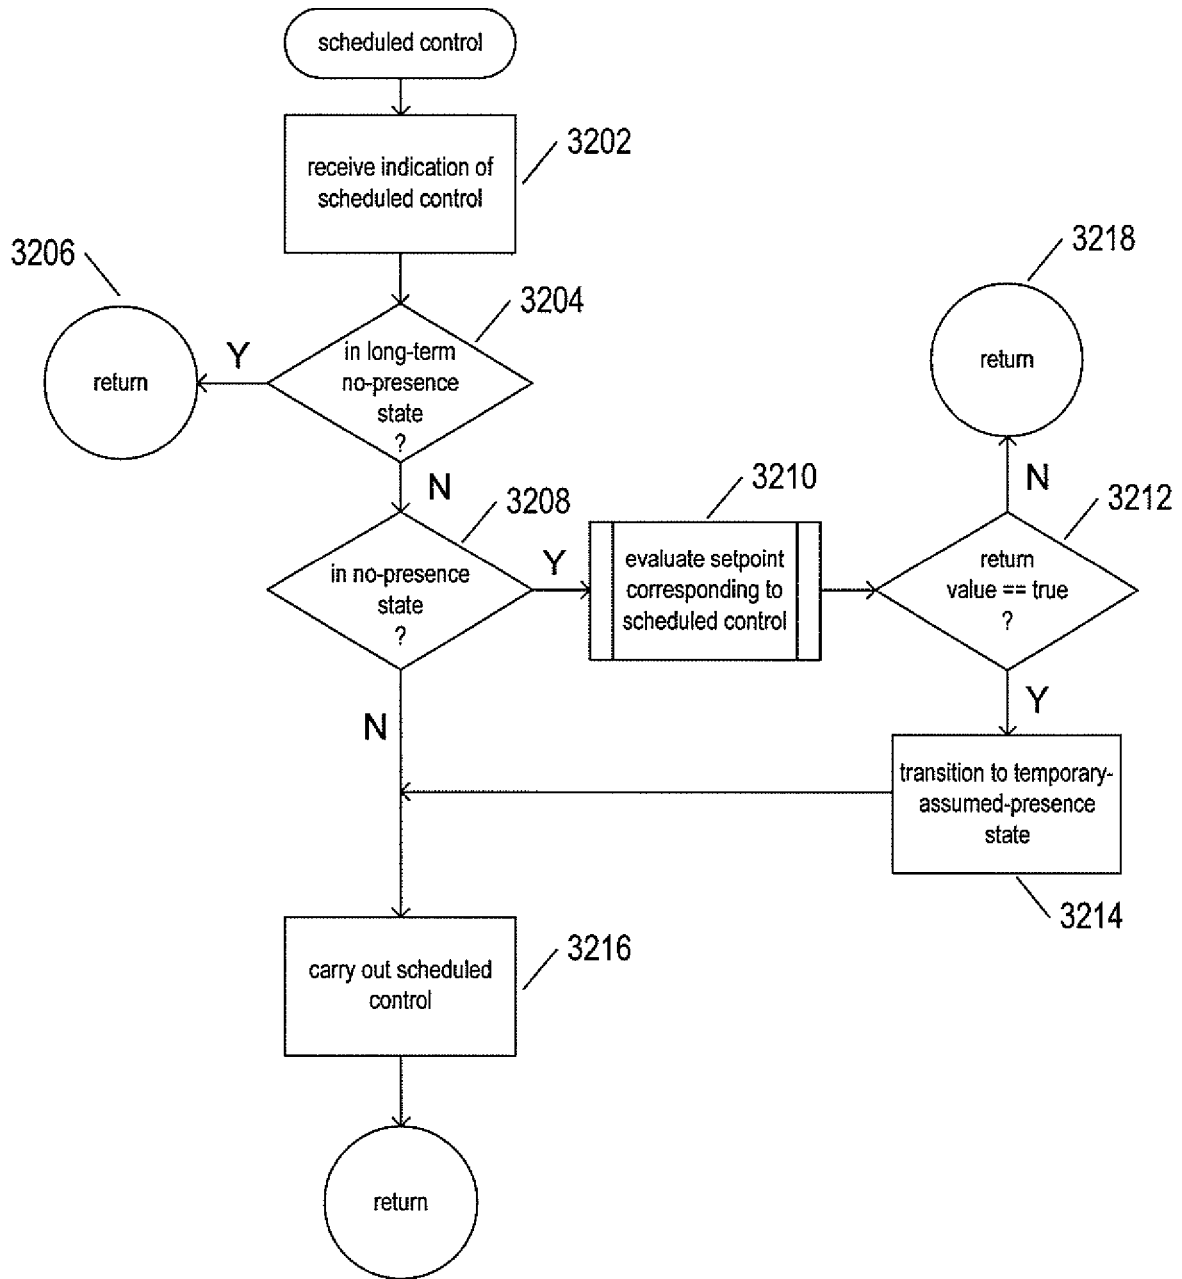 scheduled control
receive indication of
scheduled control
3202
3206
return
Y
in long-term
no-presence
state
?
3204
N
in no-presence
state
?
3208
Y
evaluate setpoint
corresponding to
scheduled control
3210
return
value == true
?
3212
N
return
3218
Y
transition to temporary-
assumed-presence
state
3214
N
carry out scheduled
control
3216
return